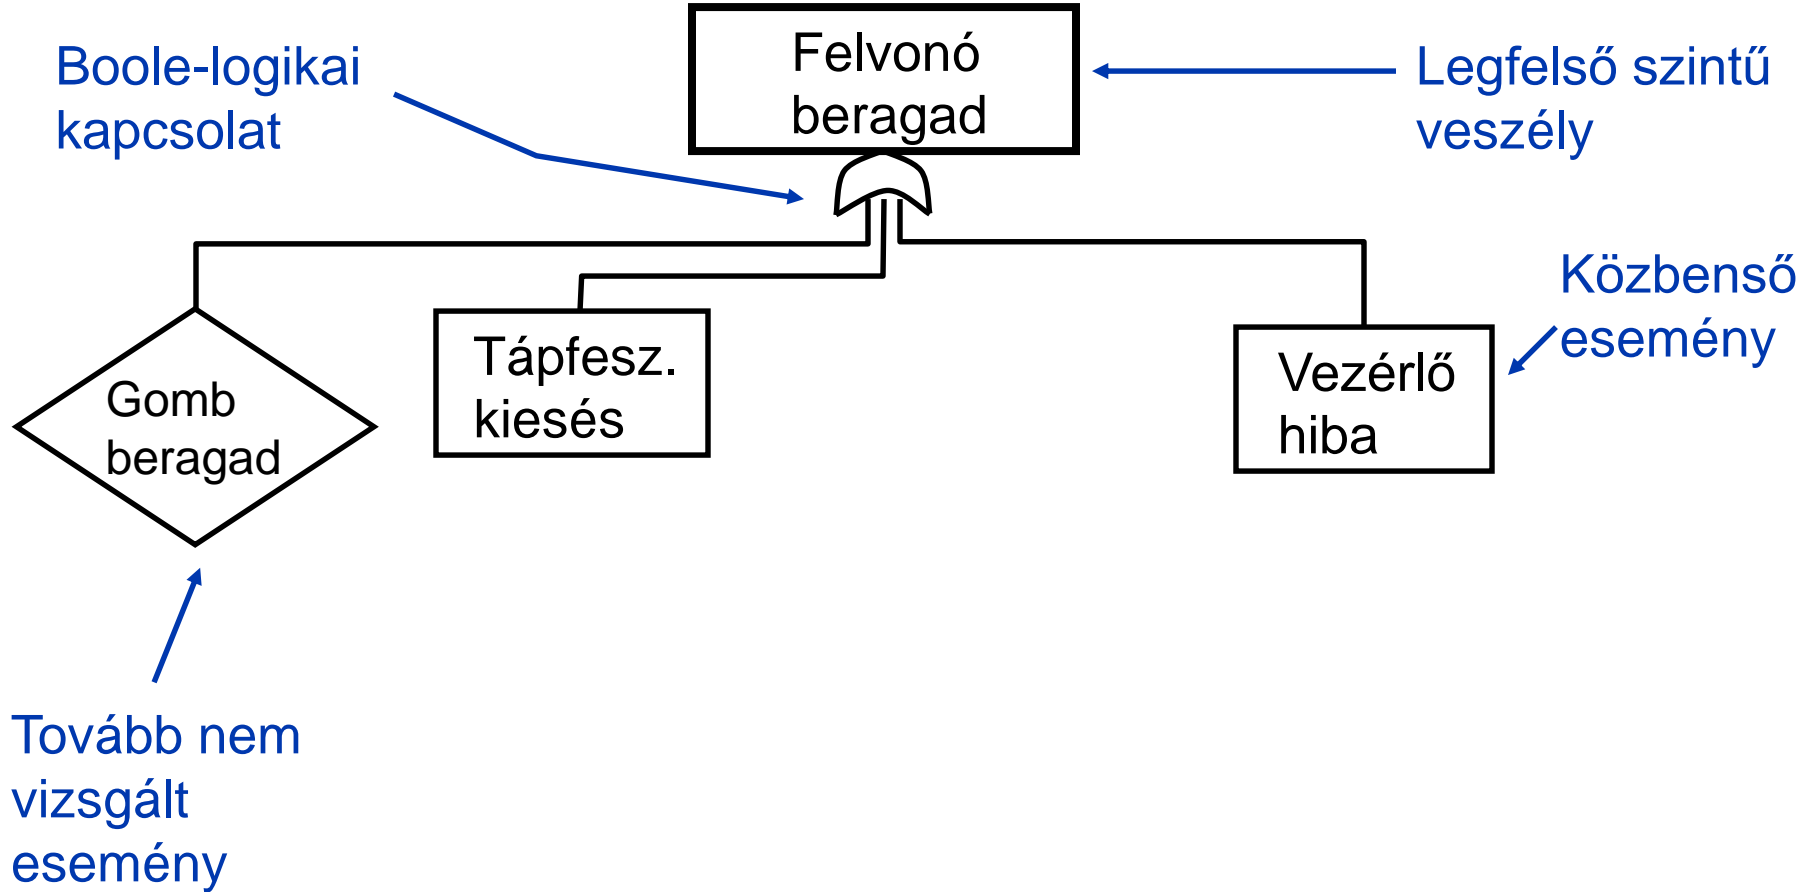 Boole-logikai
kapcsolat
Felvonó
beragad
Legfelső szintű
veszély
Gomb
beragad
Tápfesz.
kiesés
Vezérlő
hiba
Közbenső
esemény
Tovább nem
vizsgált
esemény